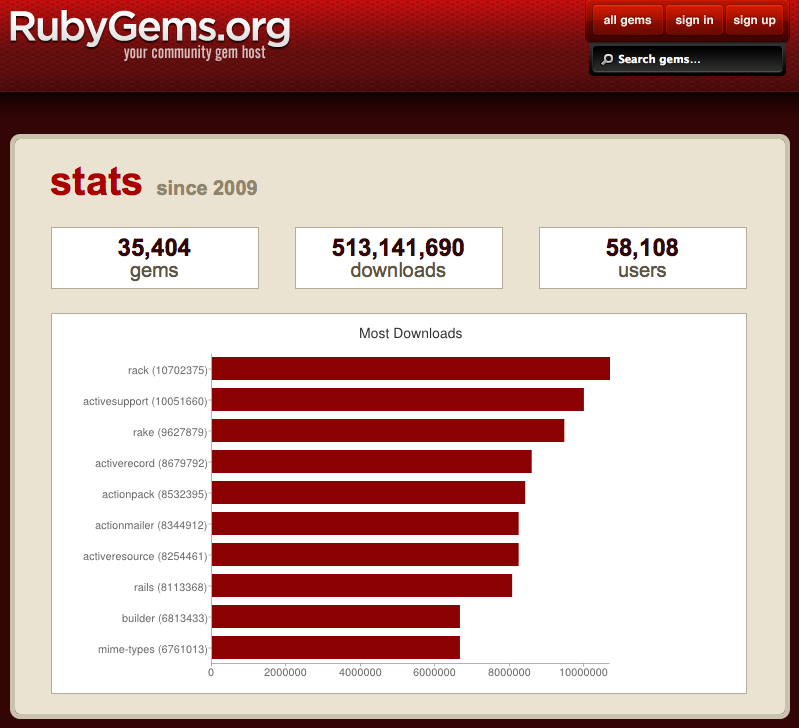 RubyGems.org
your community gem host
all gems sign in sign up
Search gems...
stats since 2009
35,404 513,141,690 58,108
gems downloads users
Most Downloads
rack (10702375)
activesupport (10051660)
rake (9627879)
activerecord (8679792)
actionpack (8532395)
actionmailer (8344912)
activeresource (8254461)
rails (8113368)
builder (6813433)
mime-types (6761013)
0 2000000 4000000 6000000 8000000 10000000